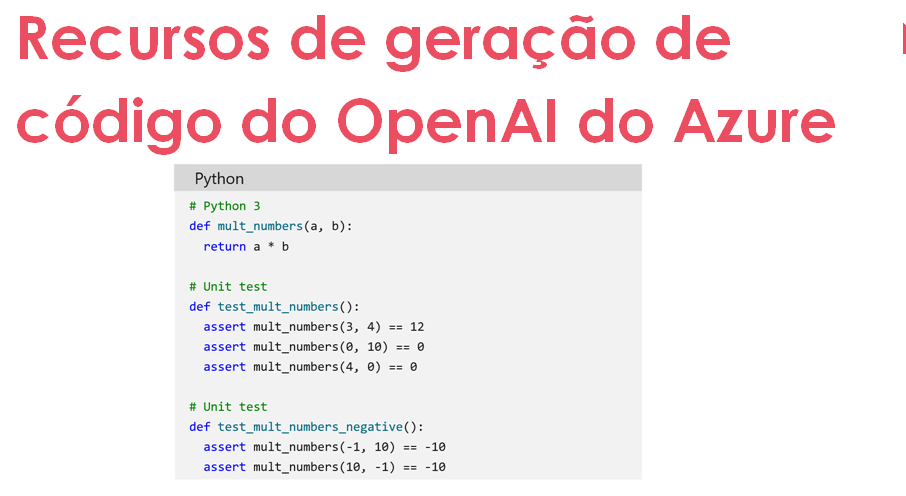 Recursos de geração de
código do OpenAI do Azure
Python
# Python 3
def mult_numbers(a, b):
  return a * b
# Unit test
def test_mult_numbers():
  assert mult_numbers(3, 4) == 12
  assert mult_numbers(0, 10) == 0
  assert mult_numbers(4, 0) == 0
# Unit test
def test_mult_numbers_negative():
  assert mult_numbers(-1, 10) == -10
  assert mult_numbers(10, -1) == -10